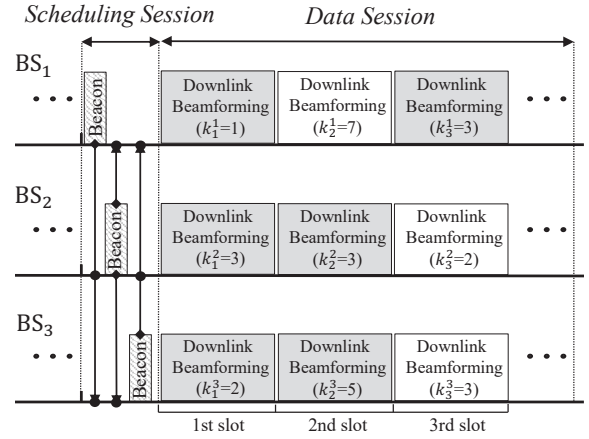 Scheduling Session
Data Session
BS₁
• • •
Beacon
Downlink
Beamforming
(𝑘₁¹=1)
Downlink
Beamforming
(𝑘₂¹=7)
Downlink
Beamforming
(𝑘₃¹=3)
• • •
BS₂
• • •
Beacon
Downlink
Beamforming
(𝑘₁²=3)
Downlink
Beamforming
(𝑘₂²=3)
Downlink
Beamforming
(𝑘₃²=2)
• • •
BS₃
• • •
Beacon
Downlink
Beamforming
(𝑘₁³=2)
Downlink
Beamforming
(𝑘₂³=5)
Downlink
Beamforming
(𝑘₃³=3)
• • •
1st slot
2nd slot
3rd slot